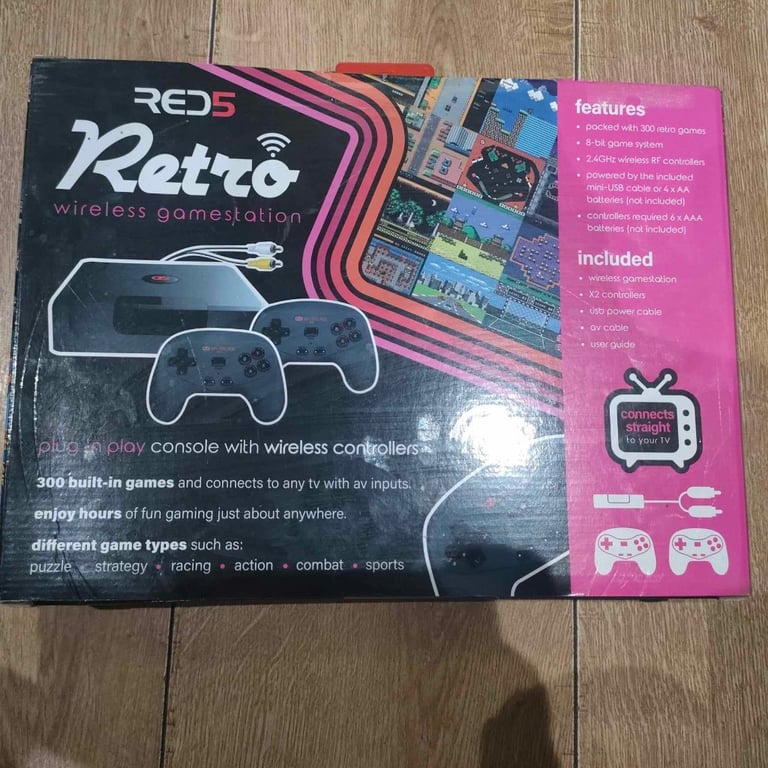 RED5
Retro
wireless gamestation
plug n play console with wireless controllers
300 built-in games and connects to any tv with av inputs.
enjoy hours of fun gaming just about anywhere.
different game types such as:
puzzle • strategy • racing • action • combat • sports
features
• packed with 300 retro games
• 8-bit game system
• 2.4GHz wireless RF controllers
• powered by the included
mini-USB cable or 4 x AA
batteries (not included)
• controllers required 6 x AAA
batteries (not included)
included
• wireless gamestation
• X2 controllers
• usb power cable
• av cable
• user guide
connects
straight
to your TV